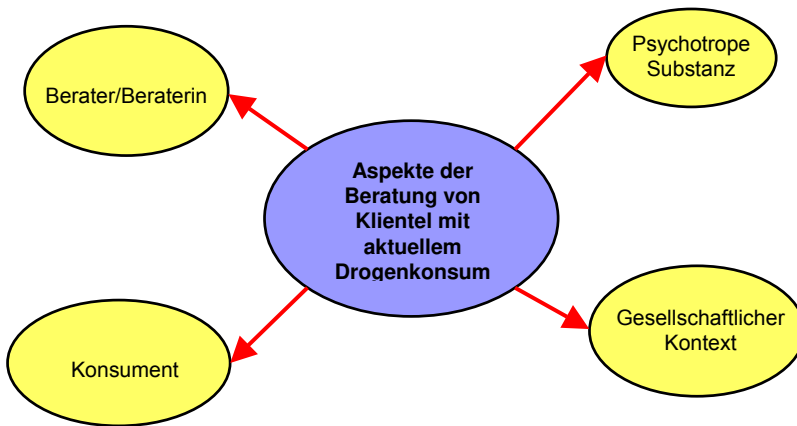 Psychotrope
Substanz
Berater/Beraterin
Aspekte der
Beratung von
Klientel mit
aktuellem
Drogenkonsum
Gesellschaftlicher
Kontext
Konsument